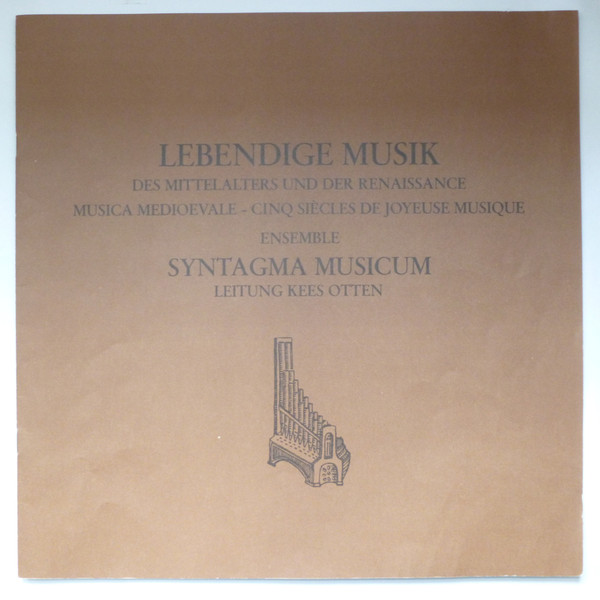 LEBENDIGE MUSIK
DES MITTELALTERS UND DER RENAISSANCE
MUSICA MEDIOEVALE - CINQ SIÈCLES DE JOYEUSE MUSIQUE
ENSEMBLE
SYNTAGMA MUSICUM
LEITUNG KEES OTTEN